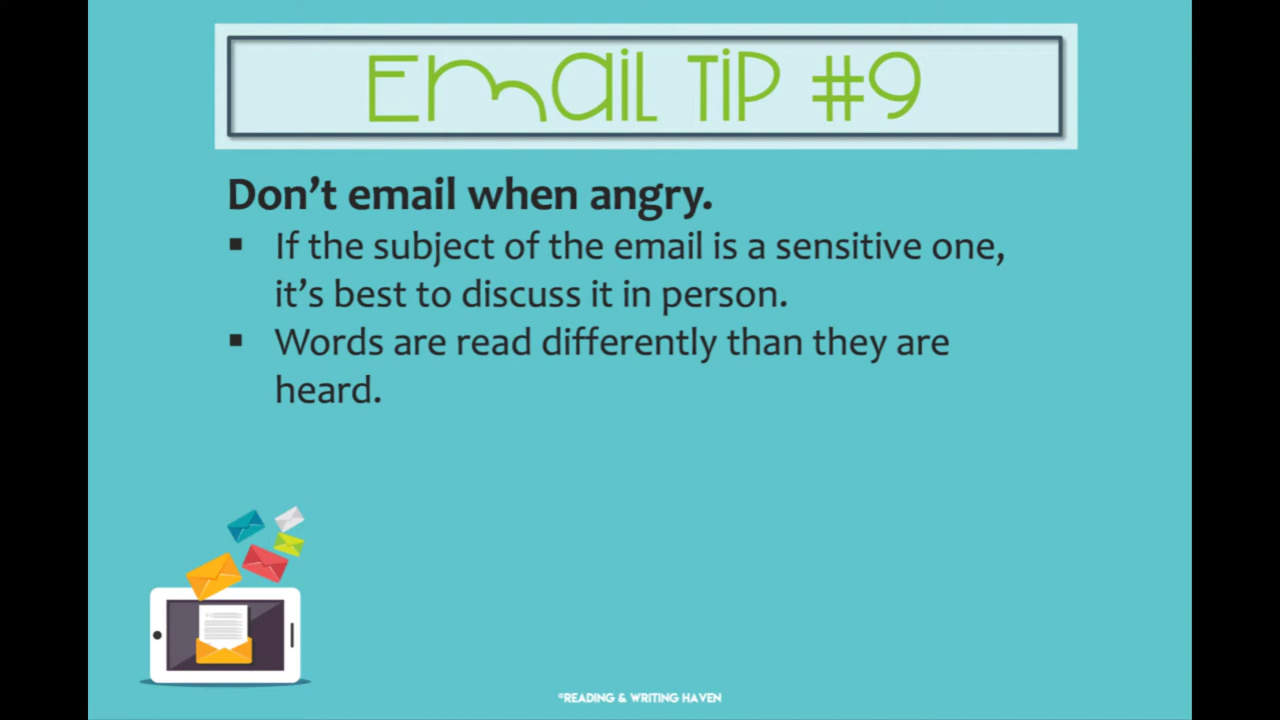 Email Tip #9
Don’t email when angry.
▪ If the subject of the email is a sensitive one,
it’s best to discuss it in person.
▪ Words are read differently than they are
heard.
©READING & WRITING HAVEN